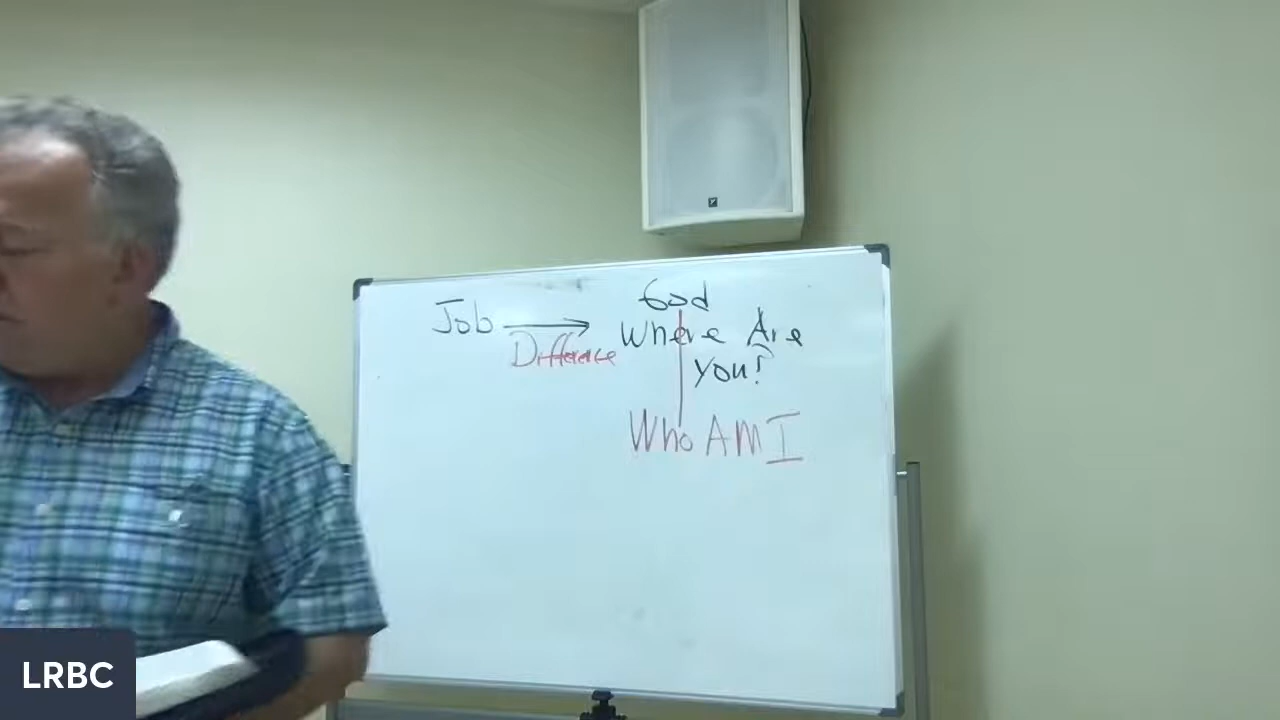 God
Job
Where Are
Difference
You?
Who AM I
LRBC